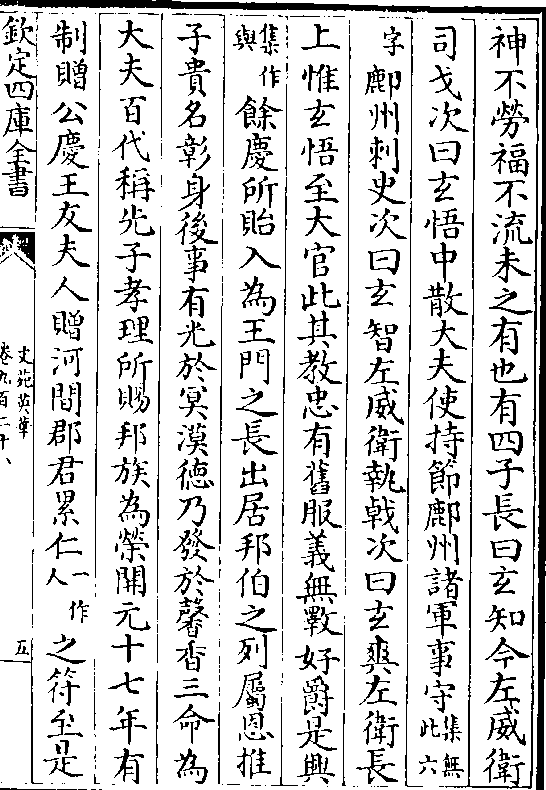 神不勞福不流未之有也有四子長曰玄知今左威衛
司戈次曰玄悟中散大夫使持節鄜州諸軍事守集無此六
字鄜州刺史次曰玄智左威衛執戟次曰玄爽左衛長
上惟玄悟至大官此其教忠有舊服義無斁好爵是興
集作與餘慶所貽入為王門之長出居邦伯之列屬恩推
子貴名彰身後事有光於冥漠德乃發於馨香三命為
大夫百代稱先子孝理所賜邦族為榮開元十七年有
制贈公慶王友夫人贈河間郡君累仁一作人之符至是
欽定四庫全書
文苑英華
卷九百二十八
五